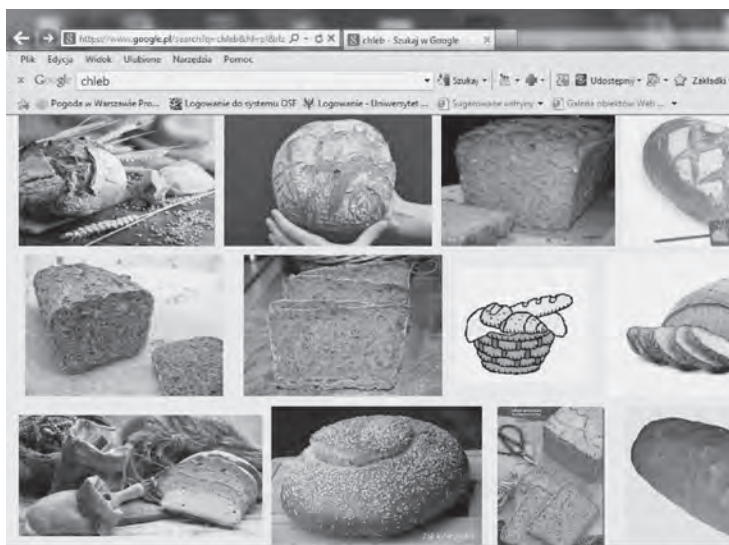 https://www.google.pl/search?q=chleb&hl=pl&rlz
chleb - Szukaj w Google
Plik Edycja Widok Ulubione Narzędzia Pomoc
Google chleb Szukaj Udostępnij Zakładki
Pogoda w Warszawie Pro... Logowanie do systemu OSF Logowanie - Uniwersytet ... Sugerowane witryny Galeria obiektów Web ...